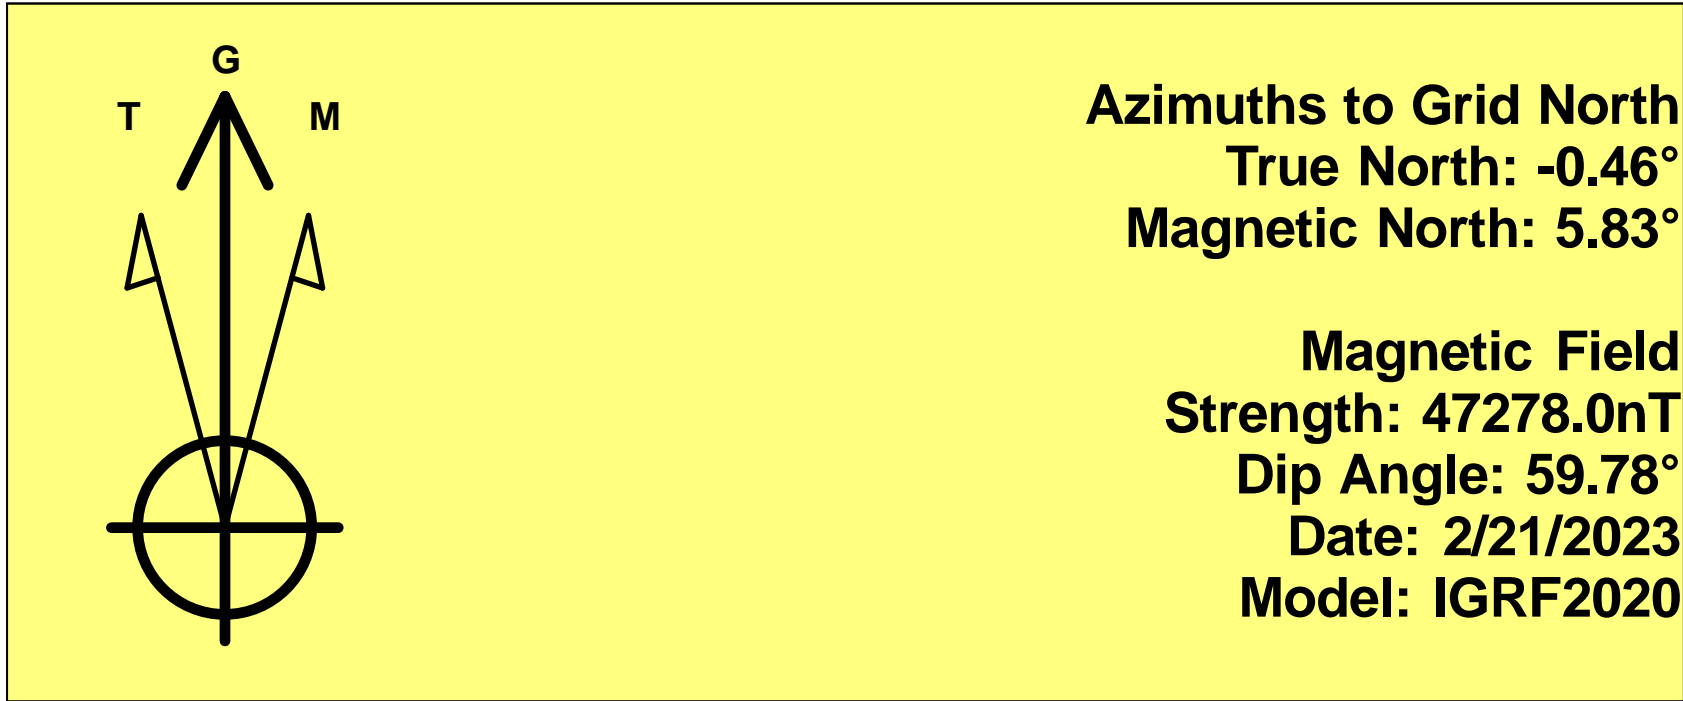 G
T M
Azimuths to Grid North
True North: -0.46°
Magnetic North: 5.83°
Magnetic Field
Strength: 47278.0nT
Dip Angle: 59.78°
Date: 2/21/2023
Model: IGRF2020